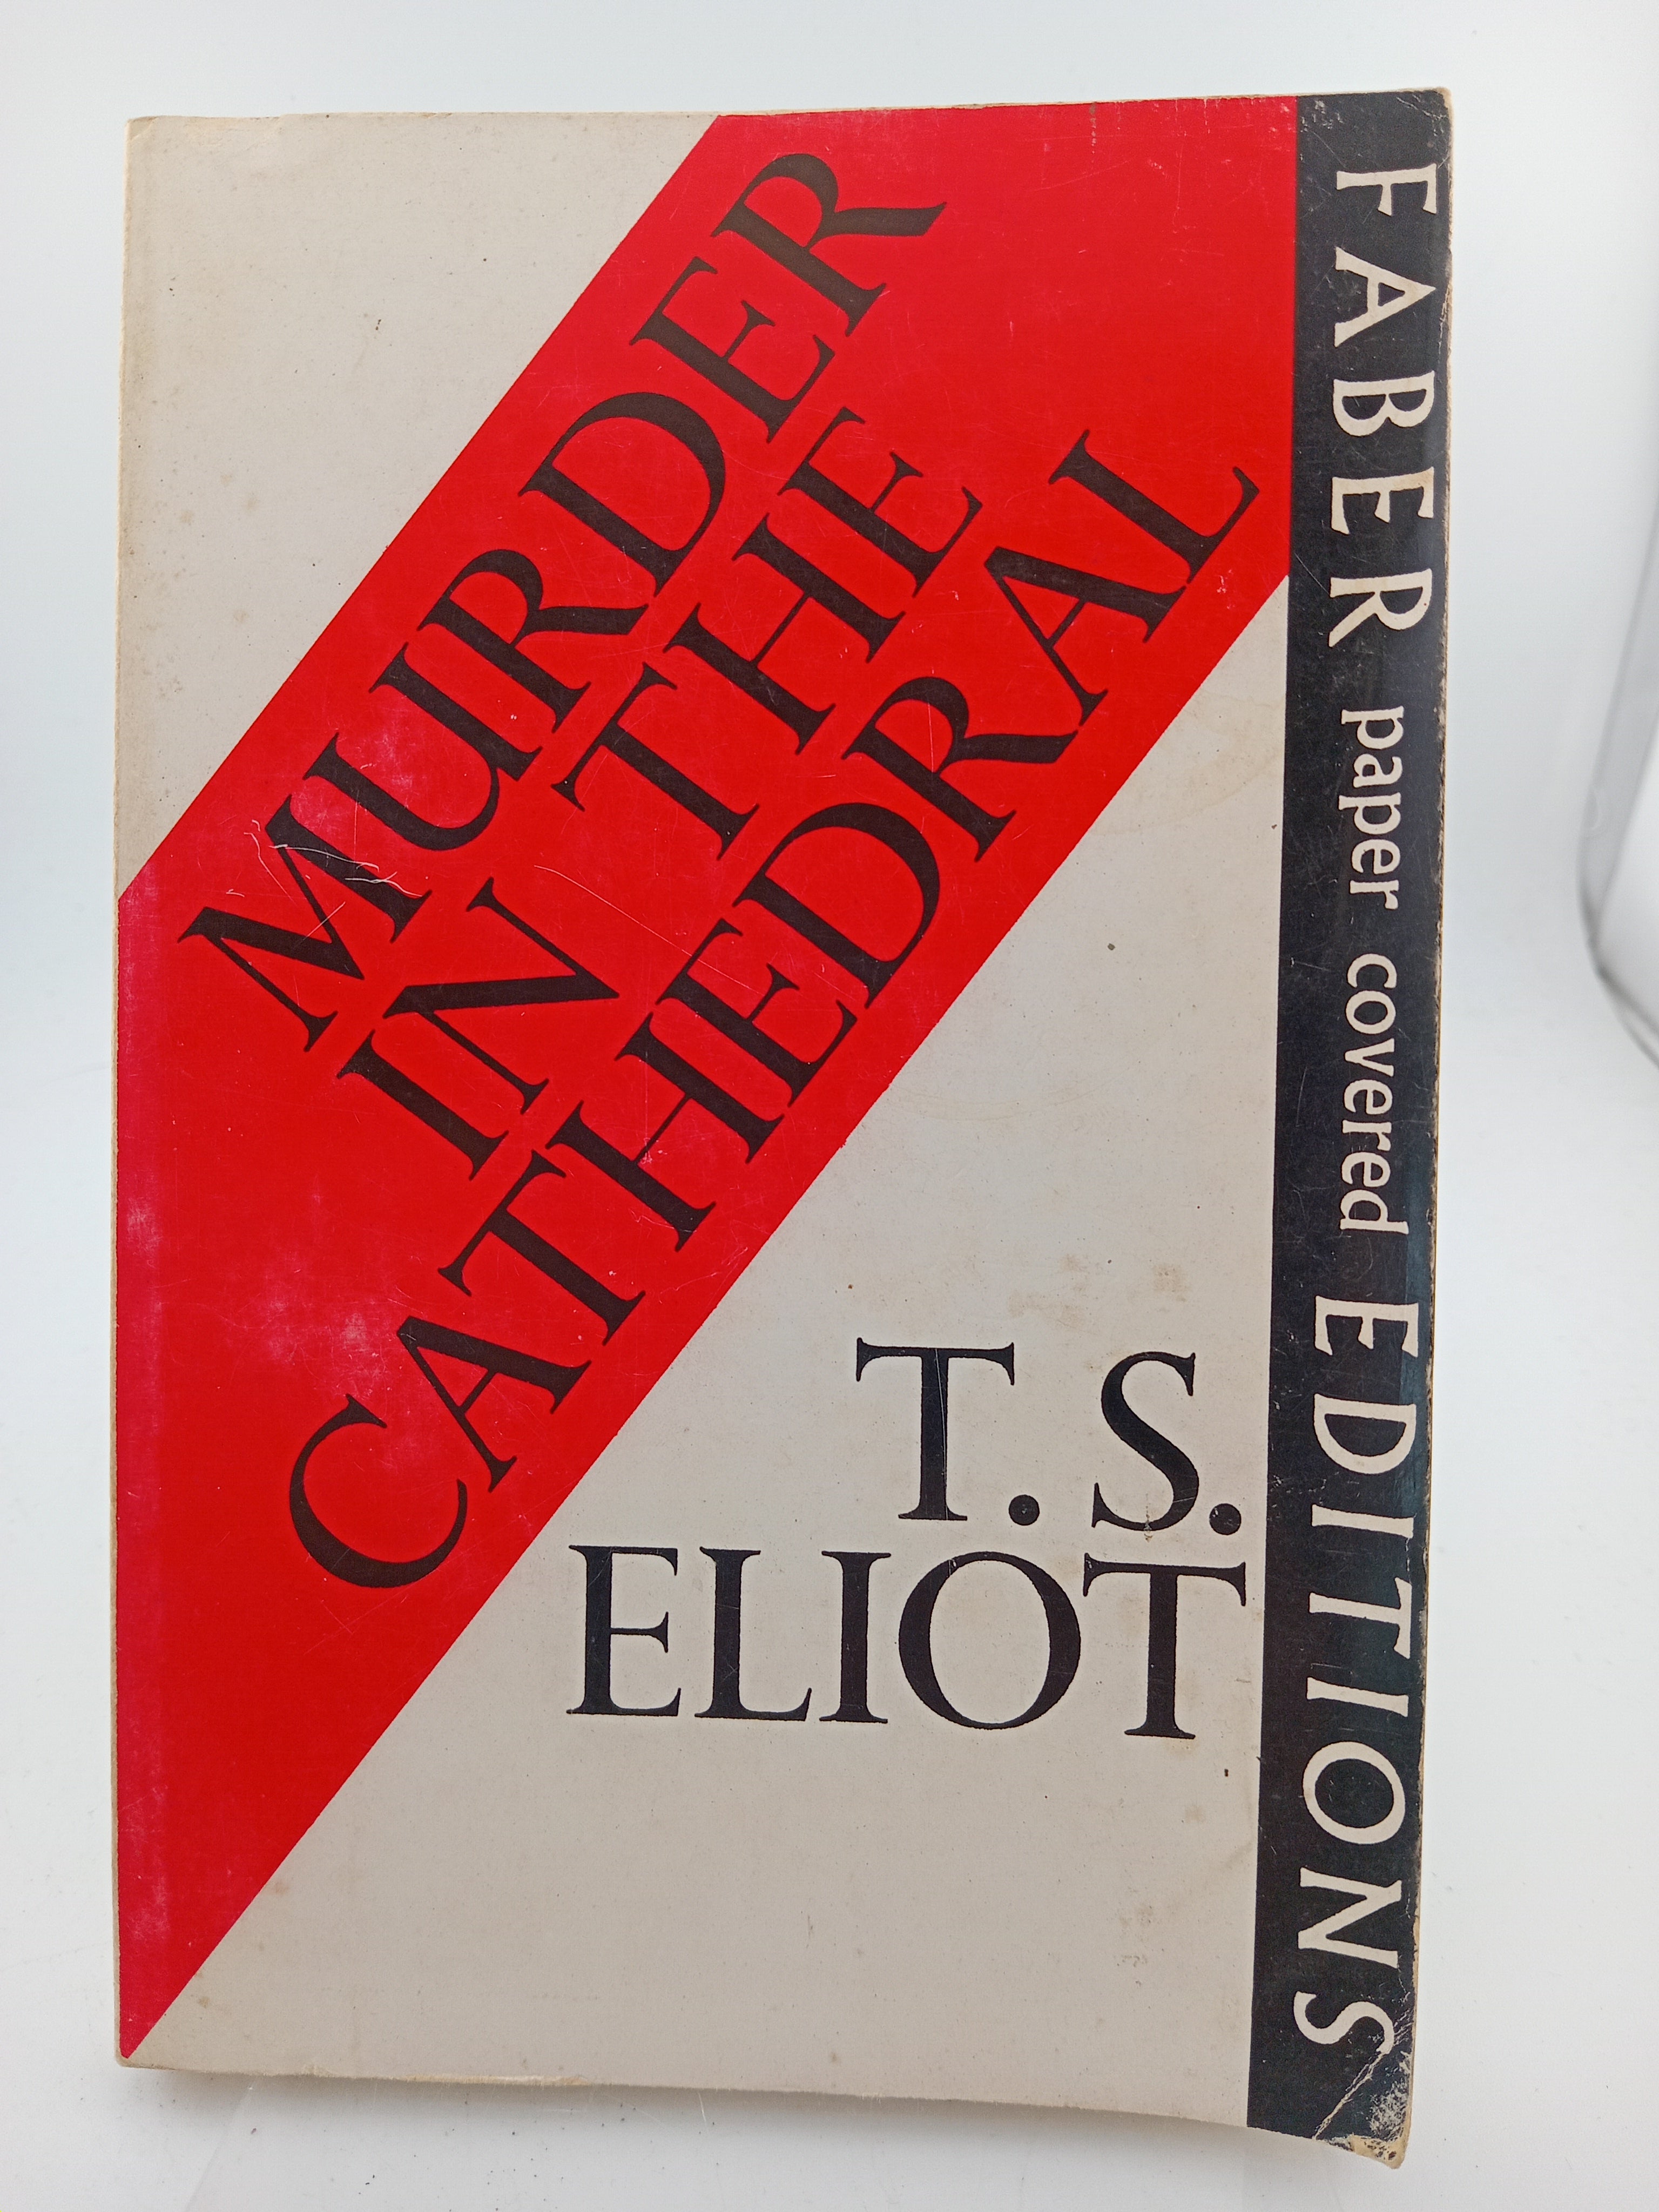 MURDER
IN THE
CATHEDRAL
T. S.
ELIOT
FABER paper covered EDITIONS